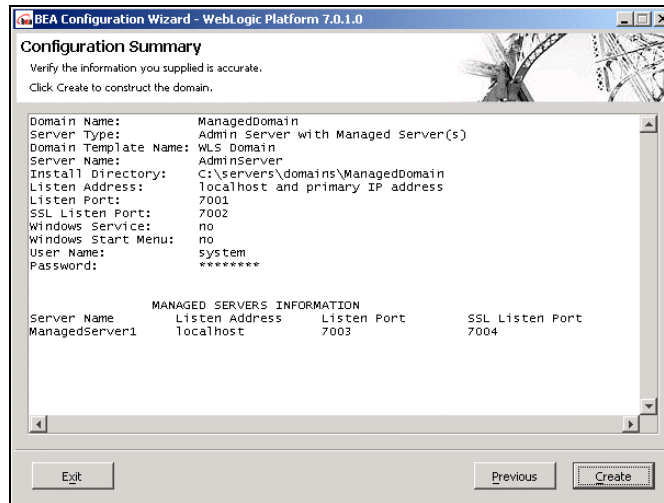 BEA Configuration Wizard - WebLogic Platform 7.0.1.0
Configuration Summary
Verify the information you supplied is accurate.
Click Create to construct the domain.
Domain Name: ManagedDomain
Server Type: Admin Server with Managed Server(s)
Domain Template Name: WLS Domain
Server Name: AdminServer
Install Directory: C:\servers\domains\ManagedDomain
Listen Address: localhost and primary IP address
Listen Port: 7001
SSL Listen Port: 7002
Windows Service: no
Windows Start Menu: no
User Name: system
Password: ********
MANAGED SERVERS INFORMATION
Server Name Listen Address Listen Port SSL Listen Port
ManagedServer1 localhost 7003 7004
Exit Previous Create